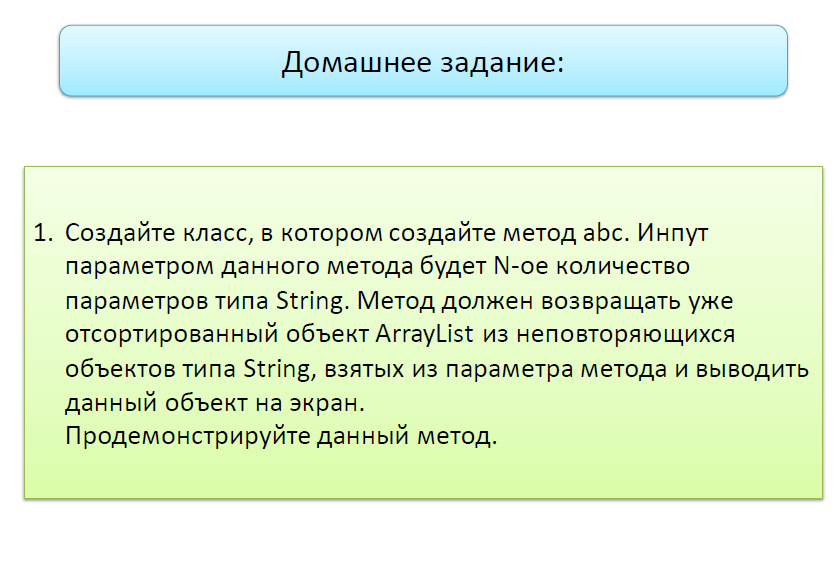 Домашнее задание:
1. Создайте класс, в котором создайте метод abc. Инпут
параметром данного метода будет N-ое количество
параметров типа String. Метод должен возвращать уже
отсортированный объект ArrayList из неповторяющихся
объектов типа String, взятых из параметра метода и выводить
данный объект на экран.
Продемонстрируйте данный метод.